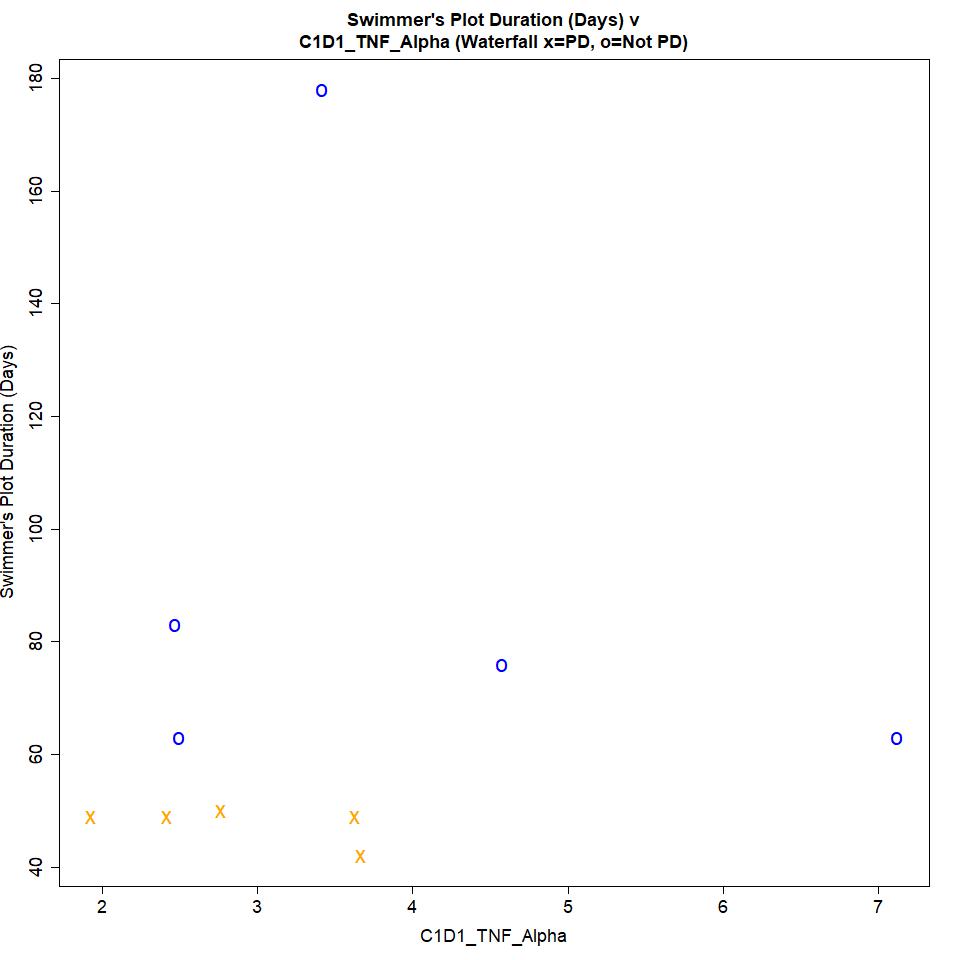 Swimmer's Plot Duration (Days) v
C1D1_TNF_Alpha (Waterfall x=PD, o=Not PD)
Swimmer's Plot Duration (Days)
180
160
140
120
100
80
60
40
O
O
O
O
O
X
X
X
X
X
2
3
4
5
6
7
C1D1_TNF_Alpha